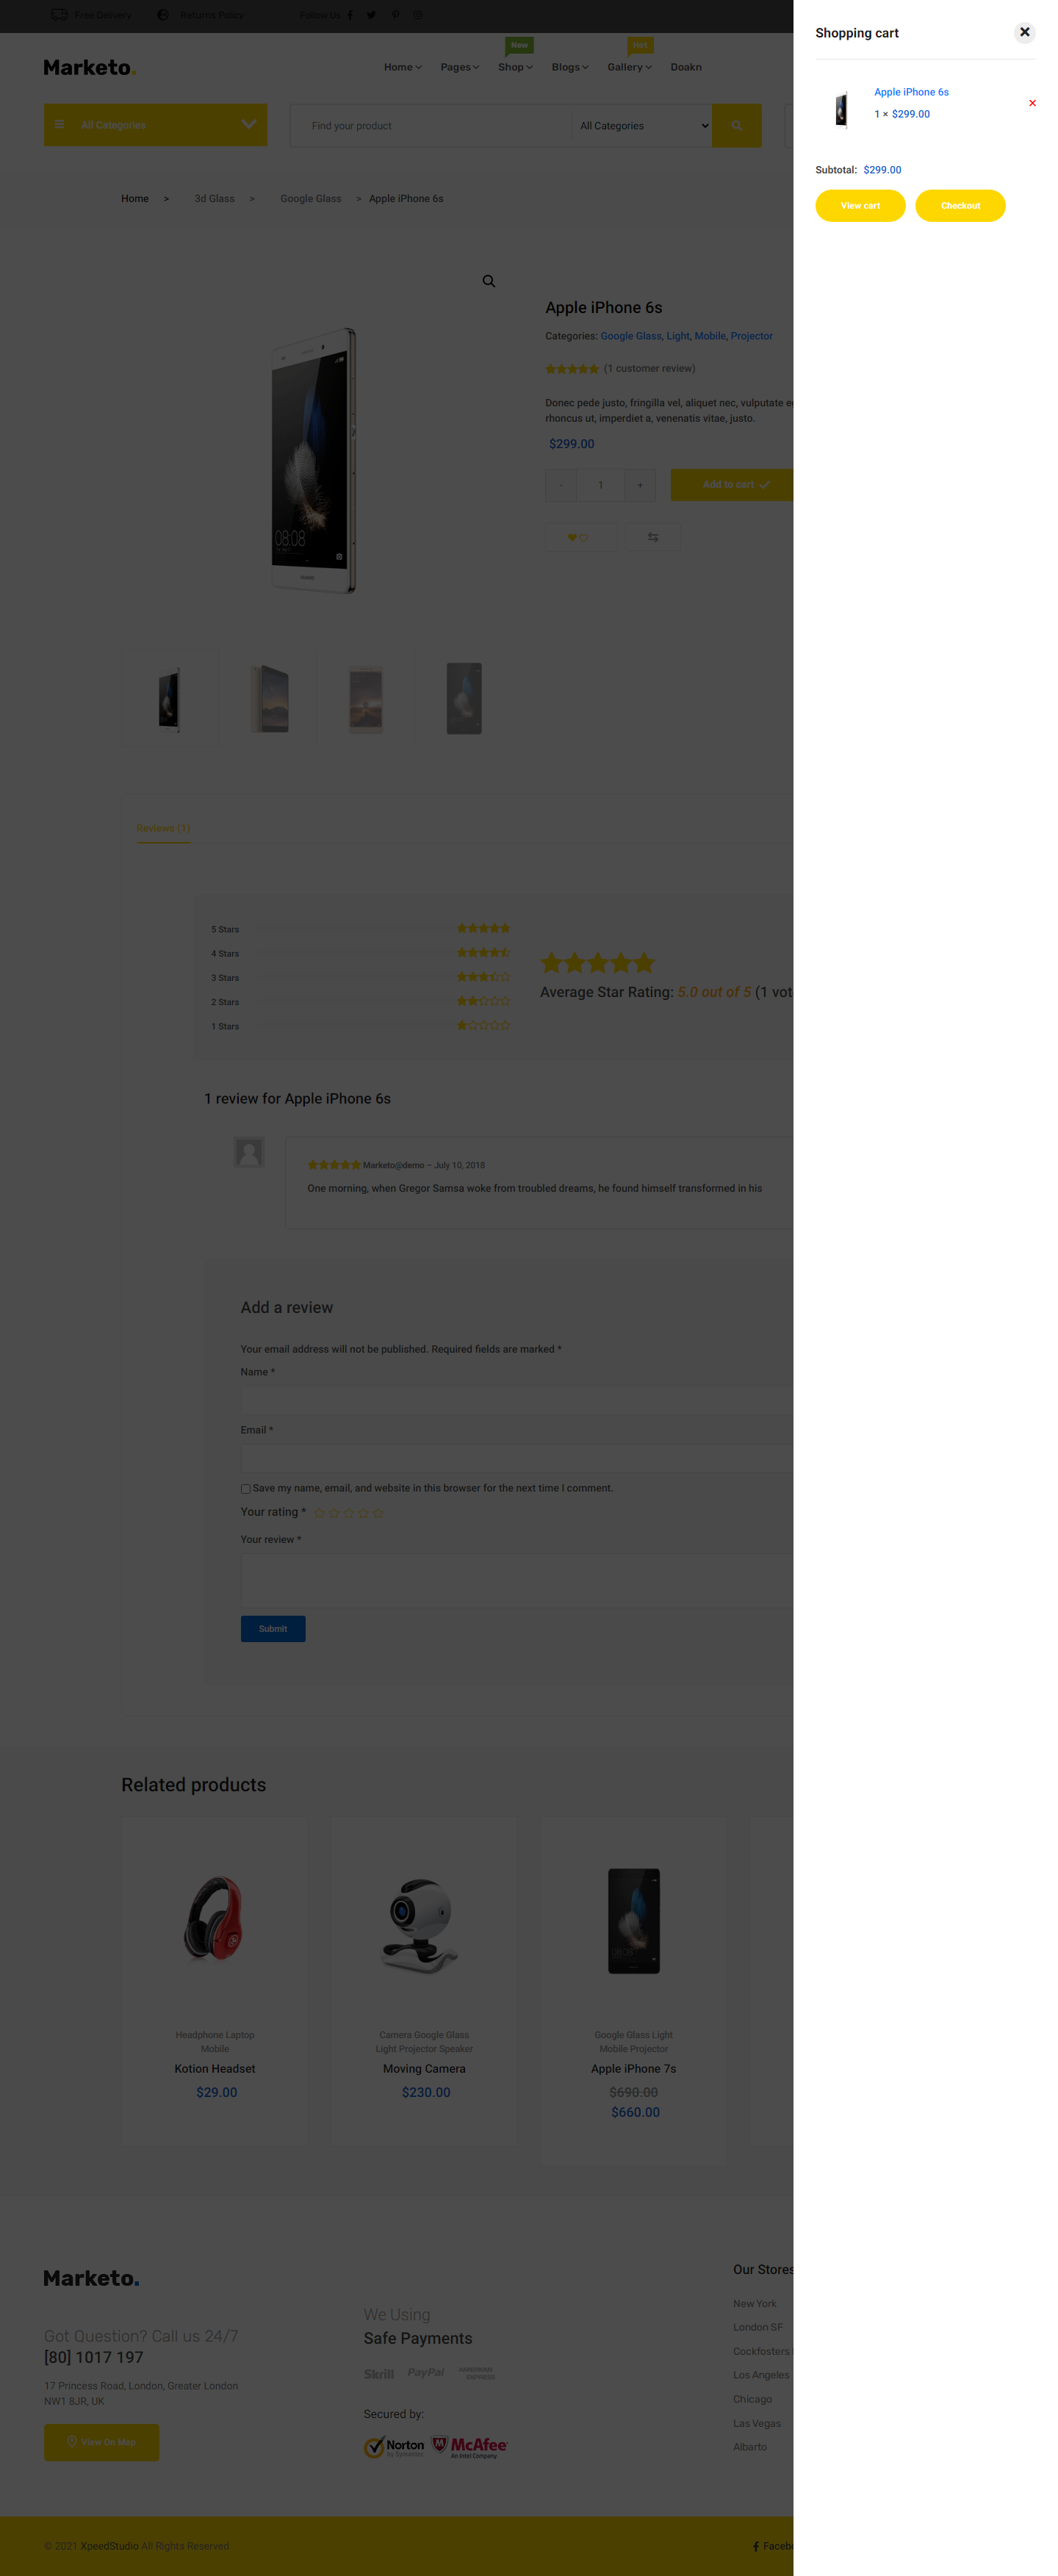 Free Delivery Returns Policy Follow Us
Marketo.
Home Pages Shop Blogs Gallery Doakn
New
Hot
All Categories
Find your product
All Categories
Home > 3d Glass > Google Glass > Apple iPhone 6s
Apple iPhone 6s
Categories: Google Glass, Light, Mobile, Projector
(1 customer review)
Donec pede justo, fringilla vel, aliquet nec, vulputate
rhoncus ut, imperdiet a, venenatis vitae, justo.
$299.00
- 1 +
Add to cart
08:08
HUAWEI
Reviews (1)
5 Stars
4 Stars
3 Stars
2 Stars
1 Stars
Average Star Rating: 5.0 out of 5 (1
1 review for Apple iPhone 6s
Marketo@demo – July 10, 2018
One morning, when Gregor Samsa woke from troubled dreams, he found himself transformed in his
Add a review
Your email address will not be published. Required fields are marked *
Name *
Email *
Save my name, email, and website in this browser for the next time I comment.
Your rating *
Your review *
Submit
Related products
Headphone Laptop
Mobile
Kotion Headset
$29.00
Camera Google Glass
Light Projector Speaker
Moving Camera
$230.00
Google Glass Light
Mobile Projector
Apple iPhone 7s
$690.00
$660.00
Marketo.
Got Question? Call us 24/7
[80] 1017 197
17 Princess Road, London, Greater London
NW1 8JR, UK
View On Map
We Using
Safe Payments
Skrill PayPal AMERICAN EXPRESS
Secured by:
Norton by Symantec McAfee An Intel Company
Our Stores
New York
London SF
Cockfosters
Los Angeles
Chicago
Las Vegas
Albarto
© 2021 XpeedStudio All Rights Reserved
Shopping cart
Apple iPhone 6s
1 × $299.00
Subtotal: $299.00
View cart
Checkout